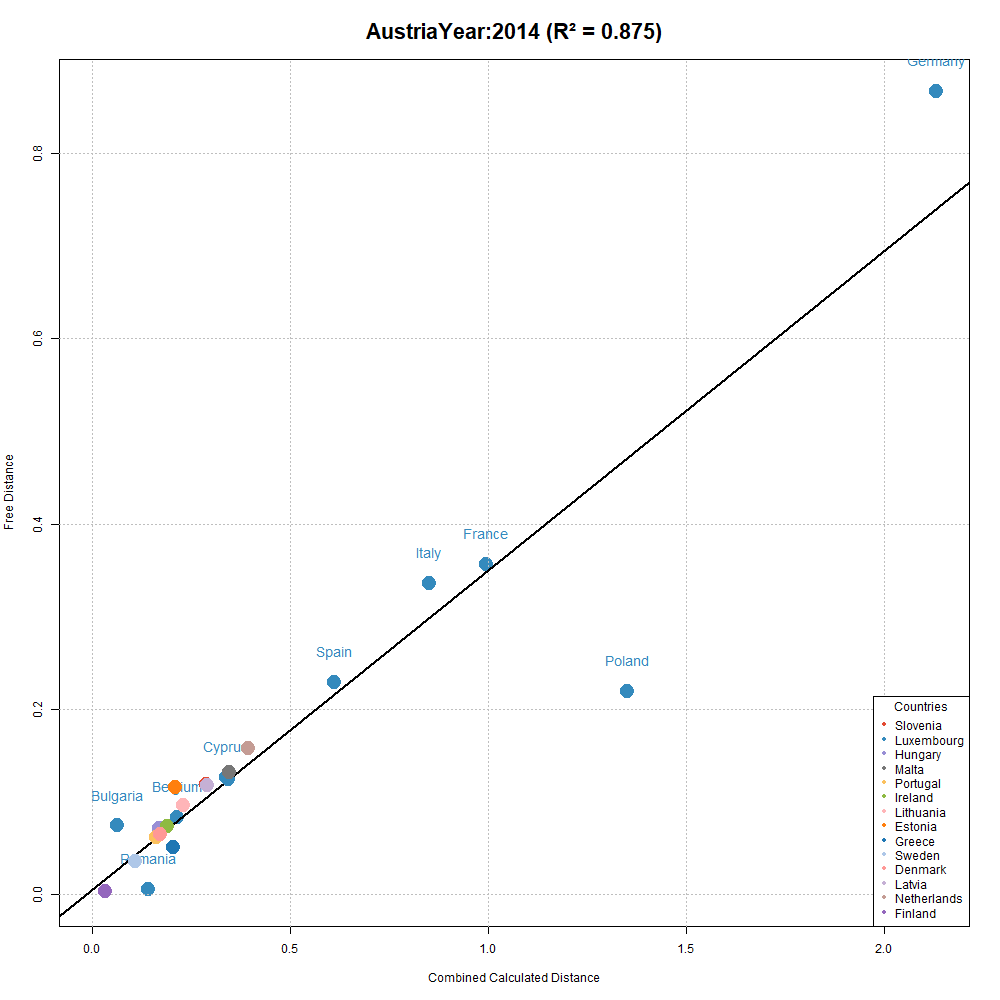 AustriaYear:2014 (R² = 0.875)
Germany
0.8
0.6
Free Distance
0.4
France
Italy
Spain
Poland
0.2
Countries
Slovenia
Luxembourg
Hungary
Malta
Portugal
Ireland
Lithuania
Estonia
Greece
Sweden
Denmark
Latvia
Netherlands
Finland
Cypru
Bulgaria
0.0
0.0 0.5 1.0 1.5 2.0
Combined Calculated Distance